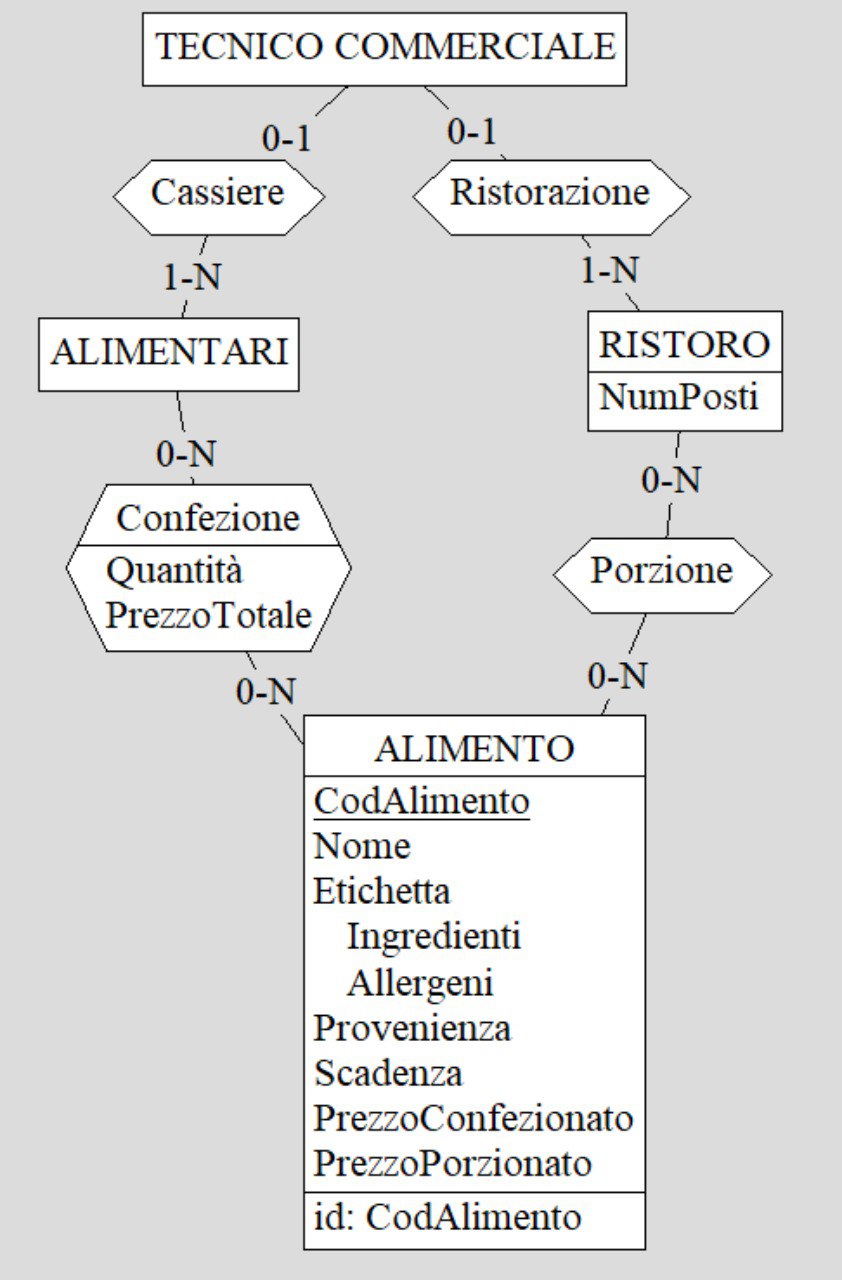 TECNICO COMMERCIALE
0-1
0-1
Cassiere
Ristorazione
1-N
1-N
ALIMENTARI
RISTORO
NumPosti
0-N
0-N
Confezione
Quantità
PrezzoTotale
Porzione
0-N
0-N
ALIMENTO
CodAlimento
Nome
Etichetta
Ingredienti
Allergeni
Provenienza
Scadenza
PrezzoConfezionato
PrezzoPorzionato
id: CodAlimento